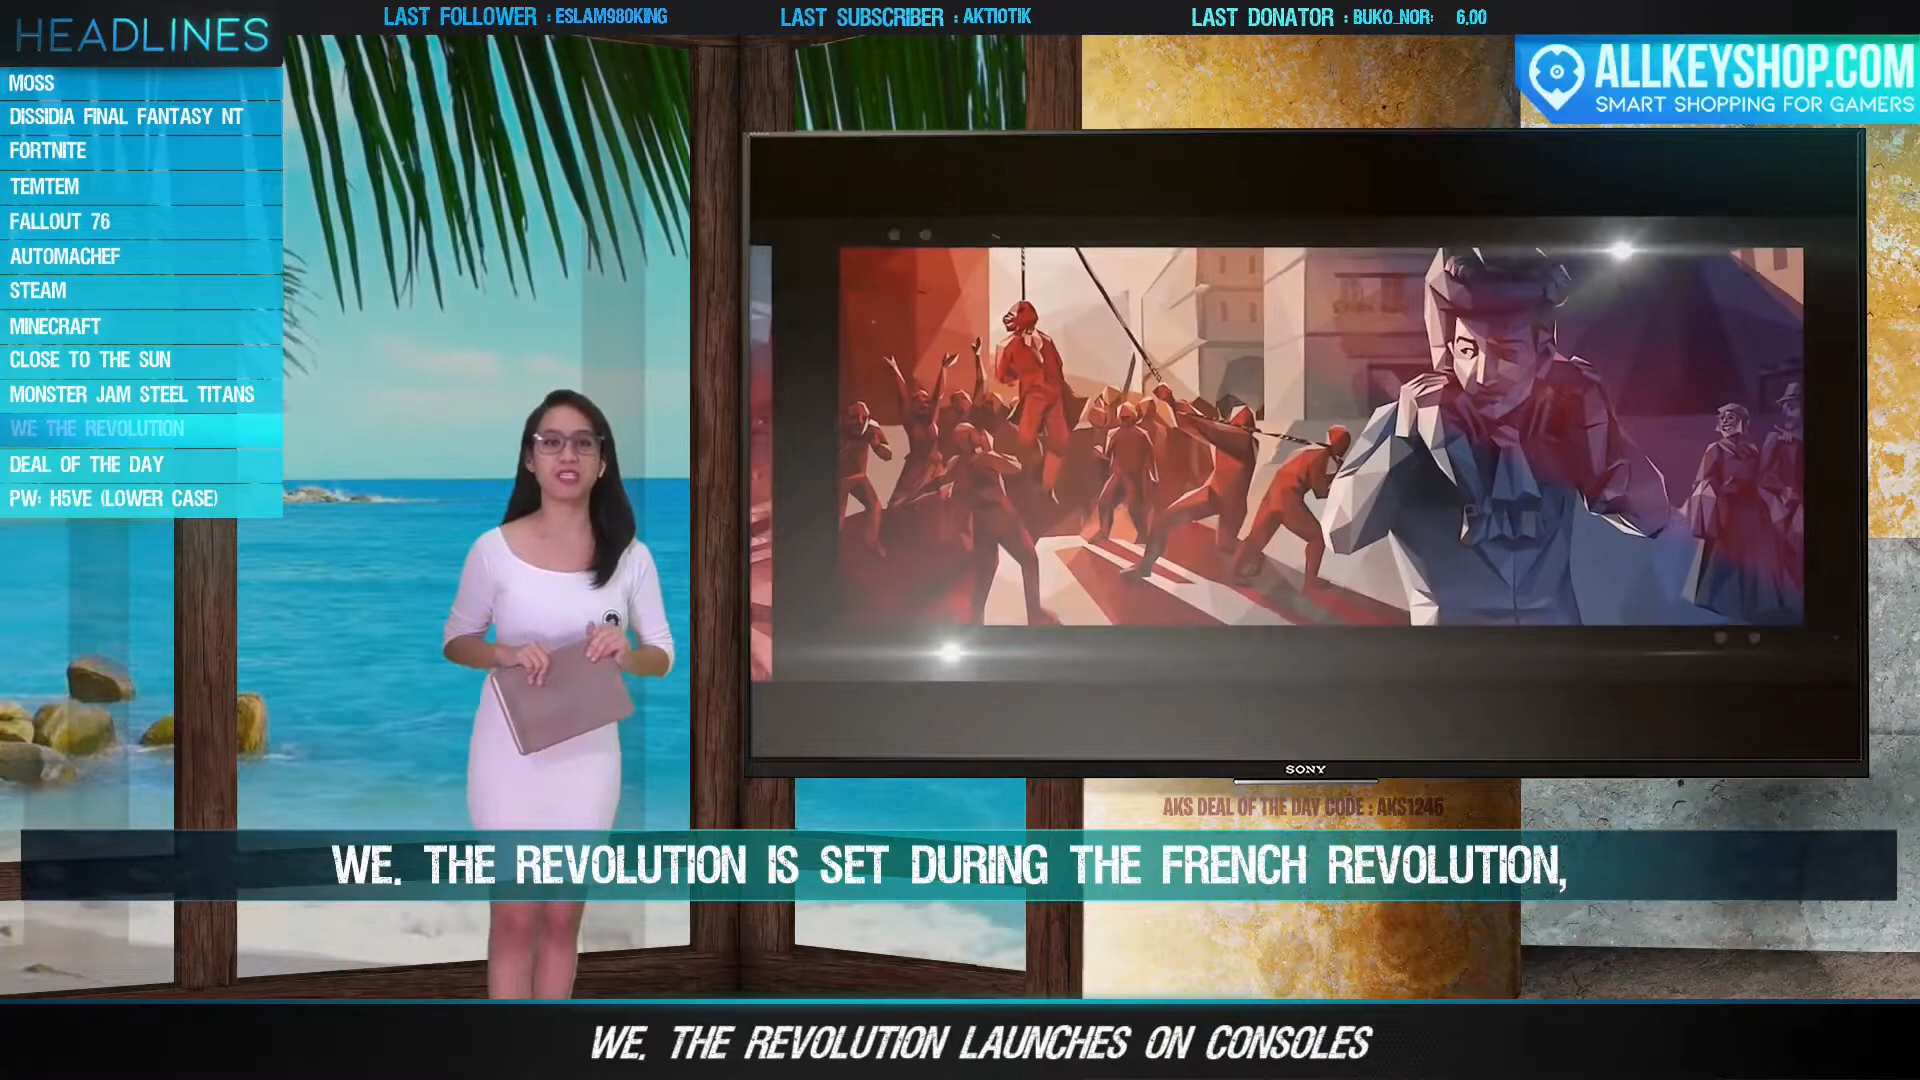 HEADLINES
LAST FOLLOWER : ESLAM980KING
LAST SUBSCRIBER : AKTIOTIK
LAST DONATOR : BUKO_NOR: 6,00
ALLKEYSHOP.COM
SMART SHOPPING FOR GAMERS
MOSS
DISSIDIA FINAL FANTASY NT
FORTNITE
TEMTEM
FALLOUT 76
AUTOMACHEF
STEAM
MINECRAFT
CLOSE TO THE SUN
MONSTER JAM STEEL TITANS
WE THE REVOLUTION
DEAL OF THE DAY
PW: H5VE (LOWER CASE)
SONY
AKS DEAL OF THE DAY CODE : AKS1245
WE. THE REVOLUTION IS SET DURING THE FRENCH REVOLUTION,
WE. THE REVOLUTION LAUNCHES ON CONSOLES